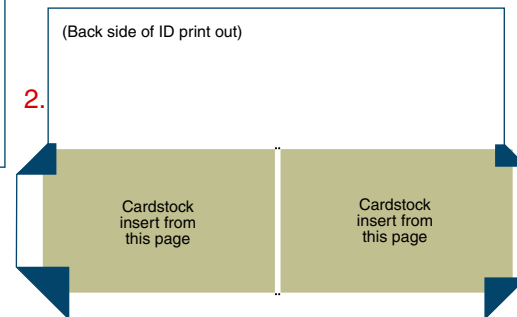 (Back side of ID print out)
2.
Cardstock
insert from
this page
Cardstock
insert from
this page